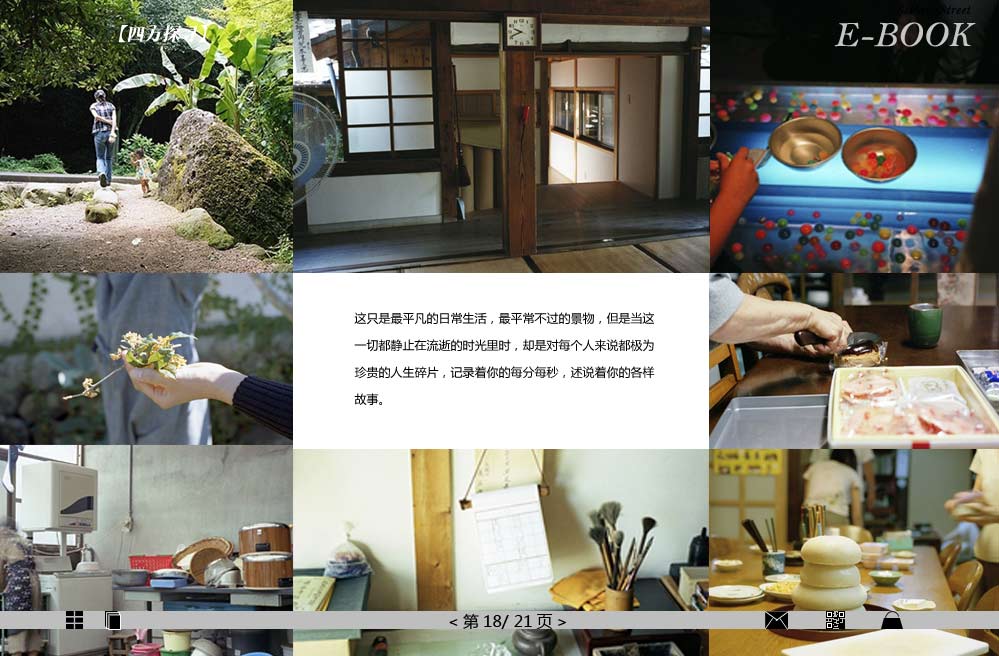 【四方探寻】
E-BOOK
这只是最平凡的日常生活，最平常不过的景物，但是当这
一切都静止在流逝的时光里时，却是对每个人来说都极为
珍贵的人生碎片，记录着你的每分每秒，述说着你的各样
故事。
< 第 18/ 21 页 >